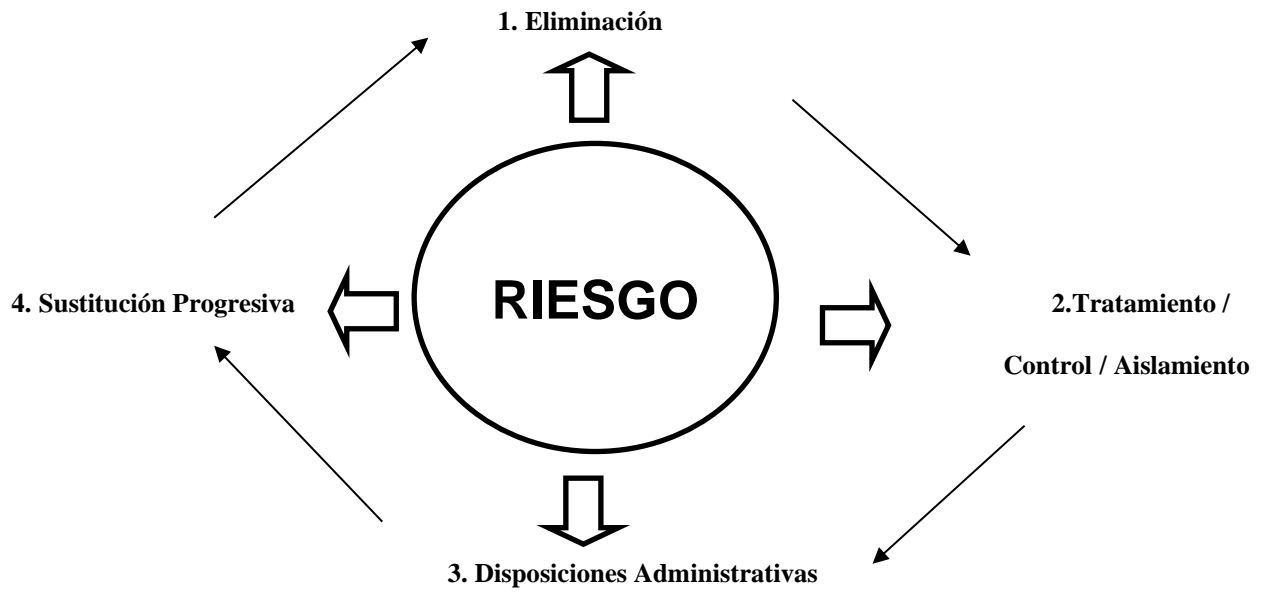 1. Eliminación
RIESGO
4. Sustitución Progresiva
2.Tratamiento /
Control / Aislamiento
3. Disposiciones Administrativas